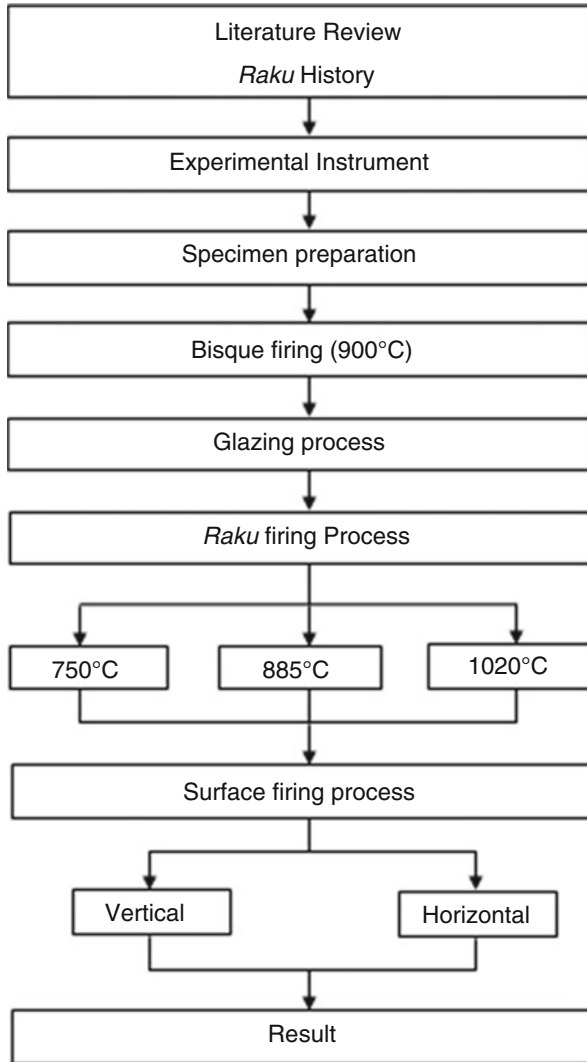 Literature Review
Raku History
Experimental Instrument
Specimen preparation
Bisque firing (900°C)
Glazing process
Raku firing Process
750°C
885°C
1020°C
Surface firing process
Vertical
Horizontal
Result